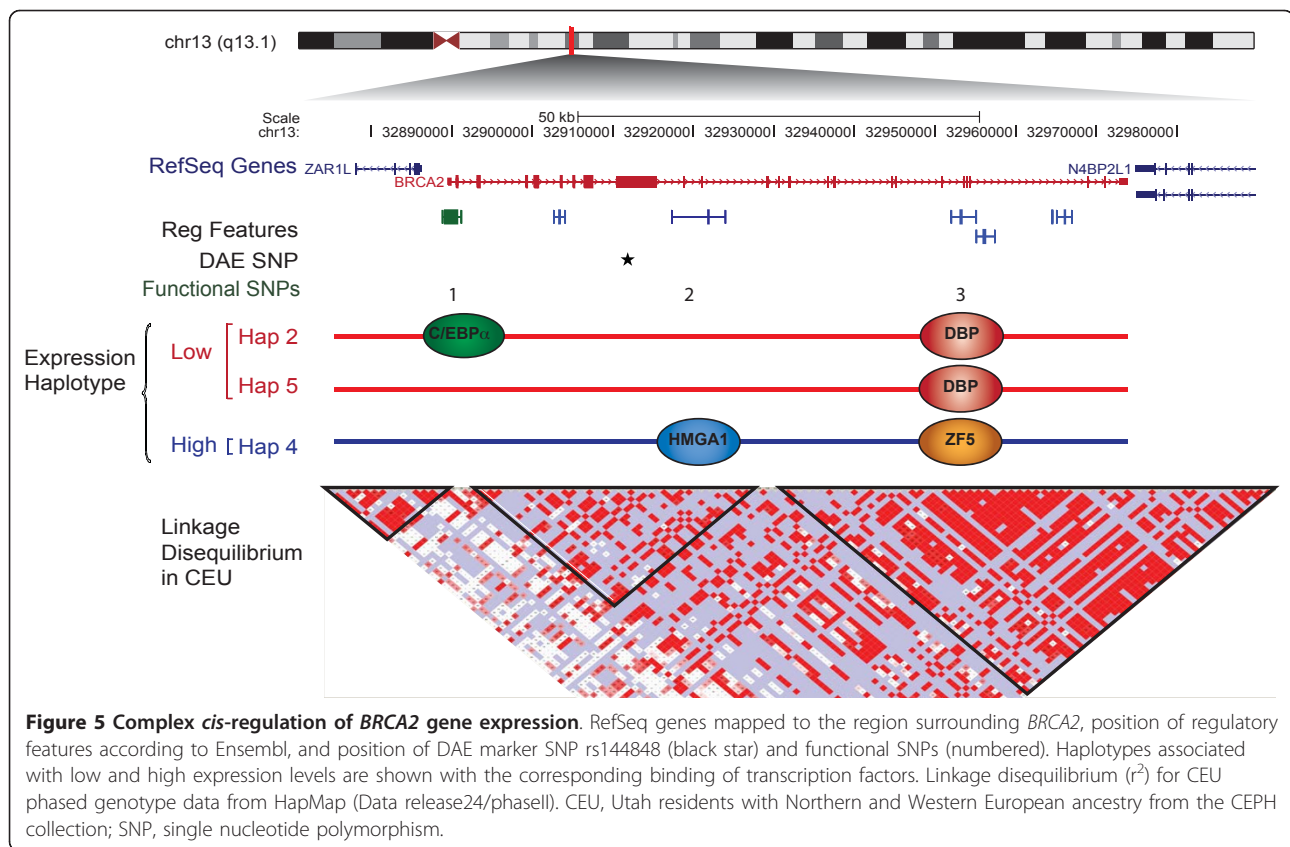 chr13 (q13.1)
Scale 50 kb
chr13: 32890000 32900000 32910000 32920000 32930000 32940000 32950000 32960000 32970000 32980000
RefSeq Genes ZAR1L N4BP2L1
BRCA2
Reg Features
DAE SNP
Functional SNPs 1 2 3
Expression Haplotype
Low
Hap 2 C/EBPα DBP
Hap 5 DBP
High Hap 4 HMGA1 ZF5
Linkage
Disequilibrium
in CEU
Figure 5 Complex cis-regulation of BRCA2 gene expression. RefSeq genes mapped to the region surrounding BRCA2, position of regulatory
features according to Ensembl, and position of DAE marker SNP rs144848 (black star) and functional SNPs (numbered). Haplotypes associated
with low and high expression levels are shown with the corresponding binding of transcription factors. Linkage disequilibrium (r²) for CEU
phased genotype data from HapMap (Data release24/phaseII). CEU, Utah residents with Northern and Western European ancestry from the CEPH
collection; SNP, single nucleotide polymorphism.